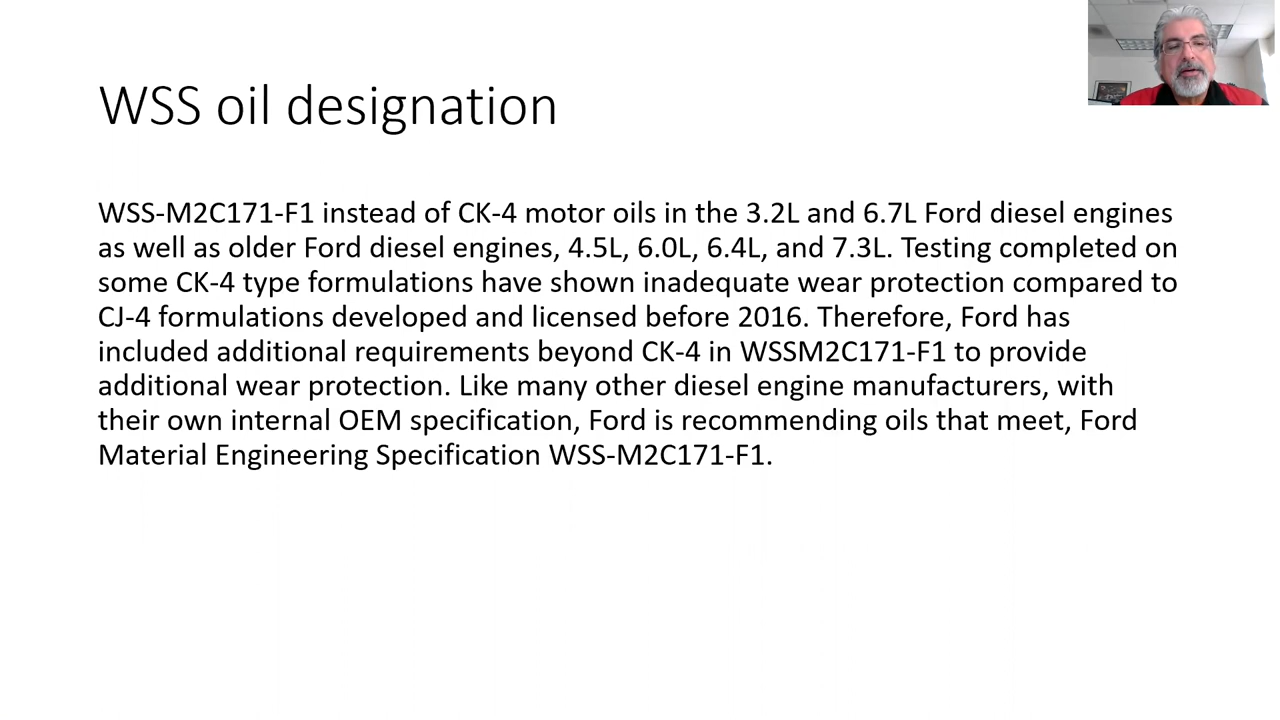 WSS oil designation
WSS-M2C171-F1 instead of CK-4 motor oils in the 3.2L and 6.7L Ford diesel engines
as well as older Ford diesel engines, 4.5L, 6.0L, 6.4L, and 7.3L. Testing completed on
some CK-4 type formulations have shown inadequate wear protection compared to
CJ-4 formulations developed and licensed before 2016. Therefore, Ford has
included additional requirements beyond CK-4 in WSSM2C171-F1 to provide
additional wear protection. Like many other diesel engine manufacturers, with
their own internal OEM specification, Ford is recommending oils that meet, Ford
Material Engineering Specification WSS-M2C171-F1.